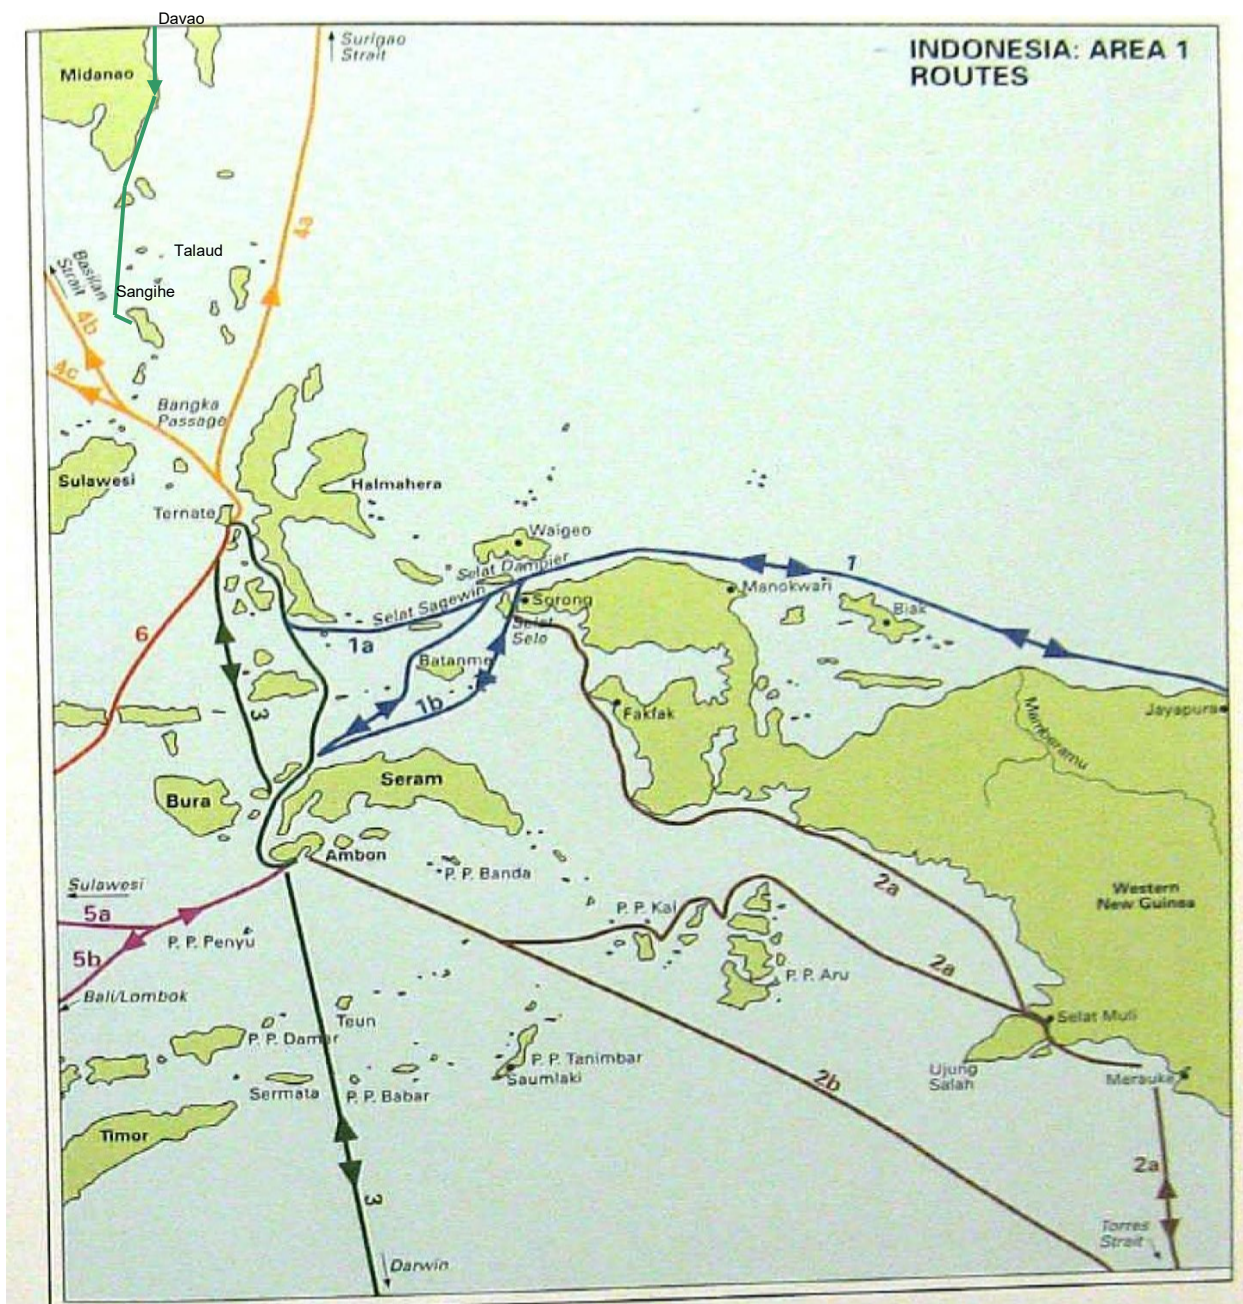 Davao
Surigao
Strait
INDONESIA: AREA 1
ROUTES
Midanao
4a
Talaud
Basilan
Strait
Sangihe
4b
4c
Bangka
Passage
Sulawesi
Halmahera
Ternate
Waigeo
Selat Dampier
1
Manokwari
Selat Sagewin
Sorong
Biak
Selat
Sele
6
1a
Batanme
1b
3
Fakfak
Jayapura
Mamberamu
Seram
Bura
Ambon
P. P. Banda
2a
Western
New Guinea
Sulawesi
5a
P. P. Kai
P. P. Penyu
5b
2a
P. P. Aru
Bali/Lombok
Teun
Selat Muli
P. P. Damar
P. P. Tanimbar
Saumlaki
Ujung
Salah
Merauke
2b
Sermata
P. P. Babar
Timor
2a
3
Torres
Strait
Darwin